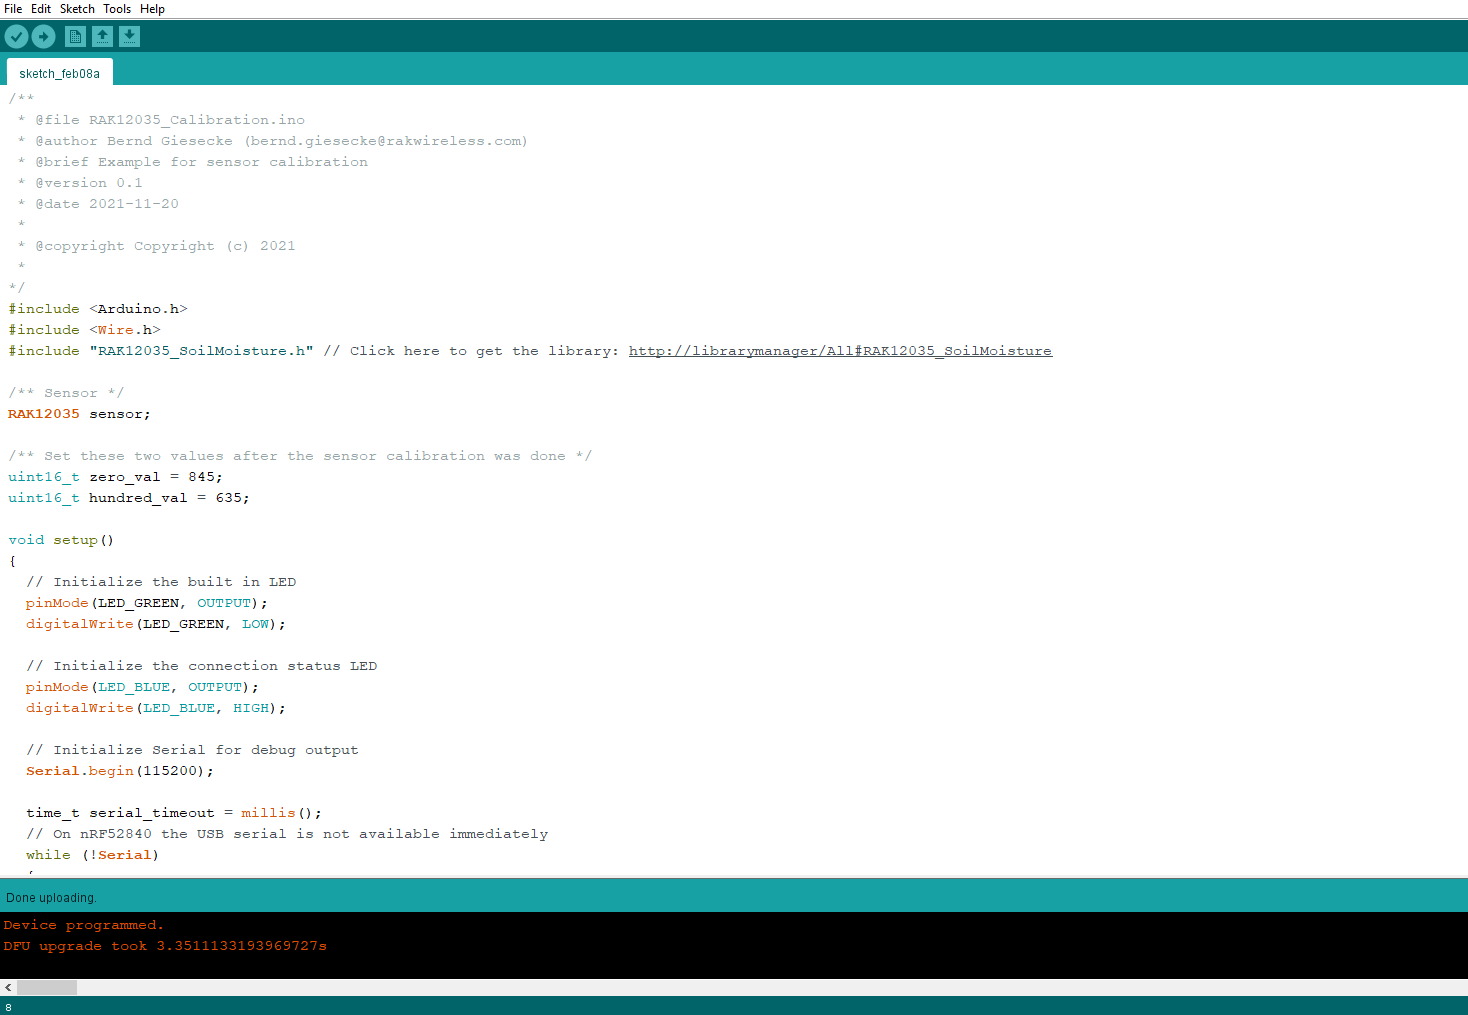 File Edit Sketch Tools Help
sketch_feb08a
/**
 * @file RAK12035_Calibration.ino
 * @author Bernd Giesecke (bernd.giesecke@rakwireless.com)
 * @brief Example for sensor calibration
 * @version 0.1
 * @date 2021-11-20
 *
 * @copyright Copyright (c) 2021
 *
*/
#include <Arduino.h>
#include <Wire.h>
#include "RAK12035_SoilMoisture.h" // Click here to get the library: http://librarymanager/All#RAK12035_SoilMoisture

/** Sensor */
RAK12035 sensor;

/** Set these two values after the sensor calibration was done */
uint16_t zero_val = 845;
uint16_t hundred_val = 635;

void setup()
{
  // Initialize the built in LED
  pinMode(LED_GREEN, OUTPUT);
  digitalWrite(LED_GREEN, LOW);

  // Initialize the connection status LED
  pinMode(LED_BLUE, OUTPUT);
  digitalWrite(LED_BLUE, HIGH);

  // Initialize Serial for debug output
  Serial.begin(115200);

  time_t serial_timeout = millis();
  // On nRF52840 the USB serial is not available immediately
  while (!Serial)
Done uploading.
Device programmed.
DFU upgrade took 3.3511133193969727s
8